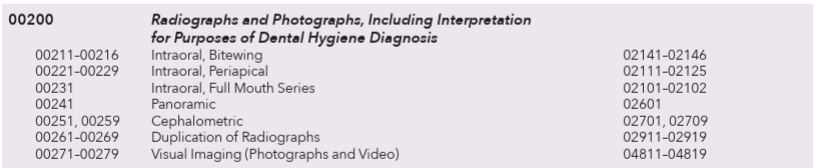 00200 Radiographs and Photographs, Including Interpretation
for Purposes of Dental Hygiene Diagnosis
00211–00216 Intraoral, Bitewing 02141–02146
00221–00229 Intraoral, Periapical 02111–02125
00231 Intraoral, Full Mouth Series 02101–02102
00241 Panoramic 02601
00251, 00259 Cephalometric 02701, 02709
00261–00269 Duplication of Radiographs 02911–02919
00271–00279 Visual Imaging (Photographs and Video) 04811–04819